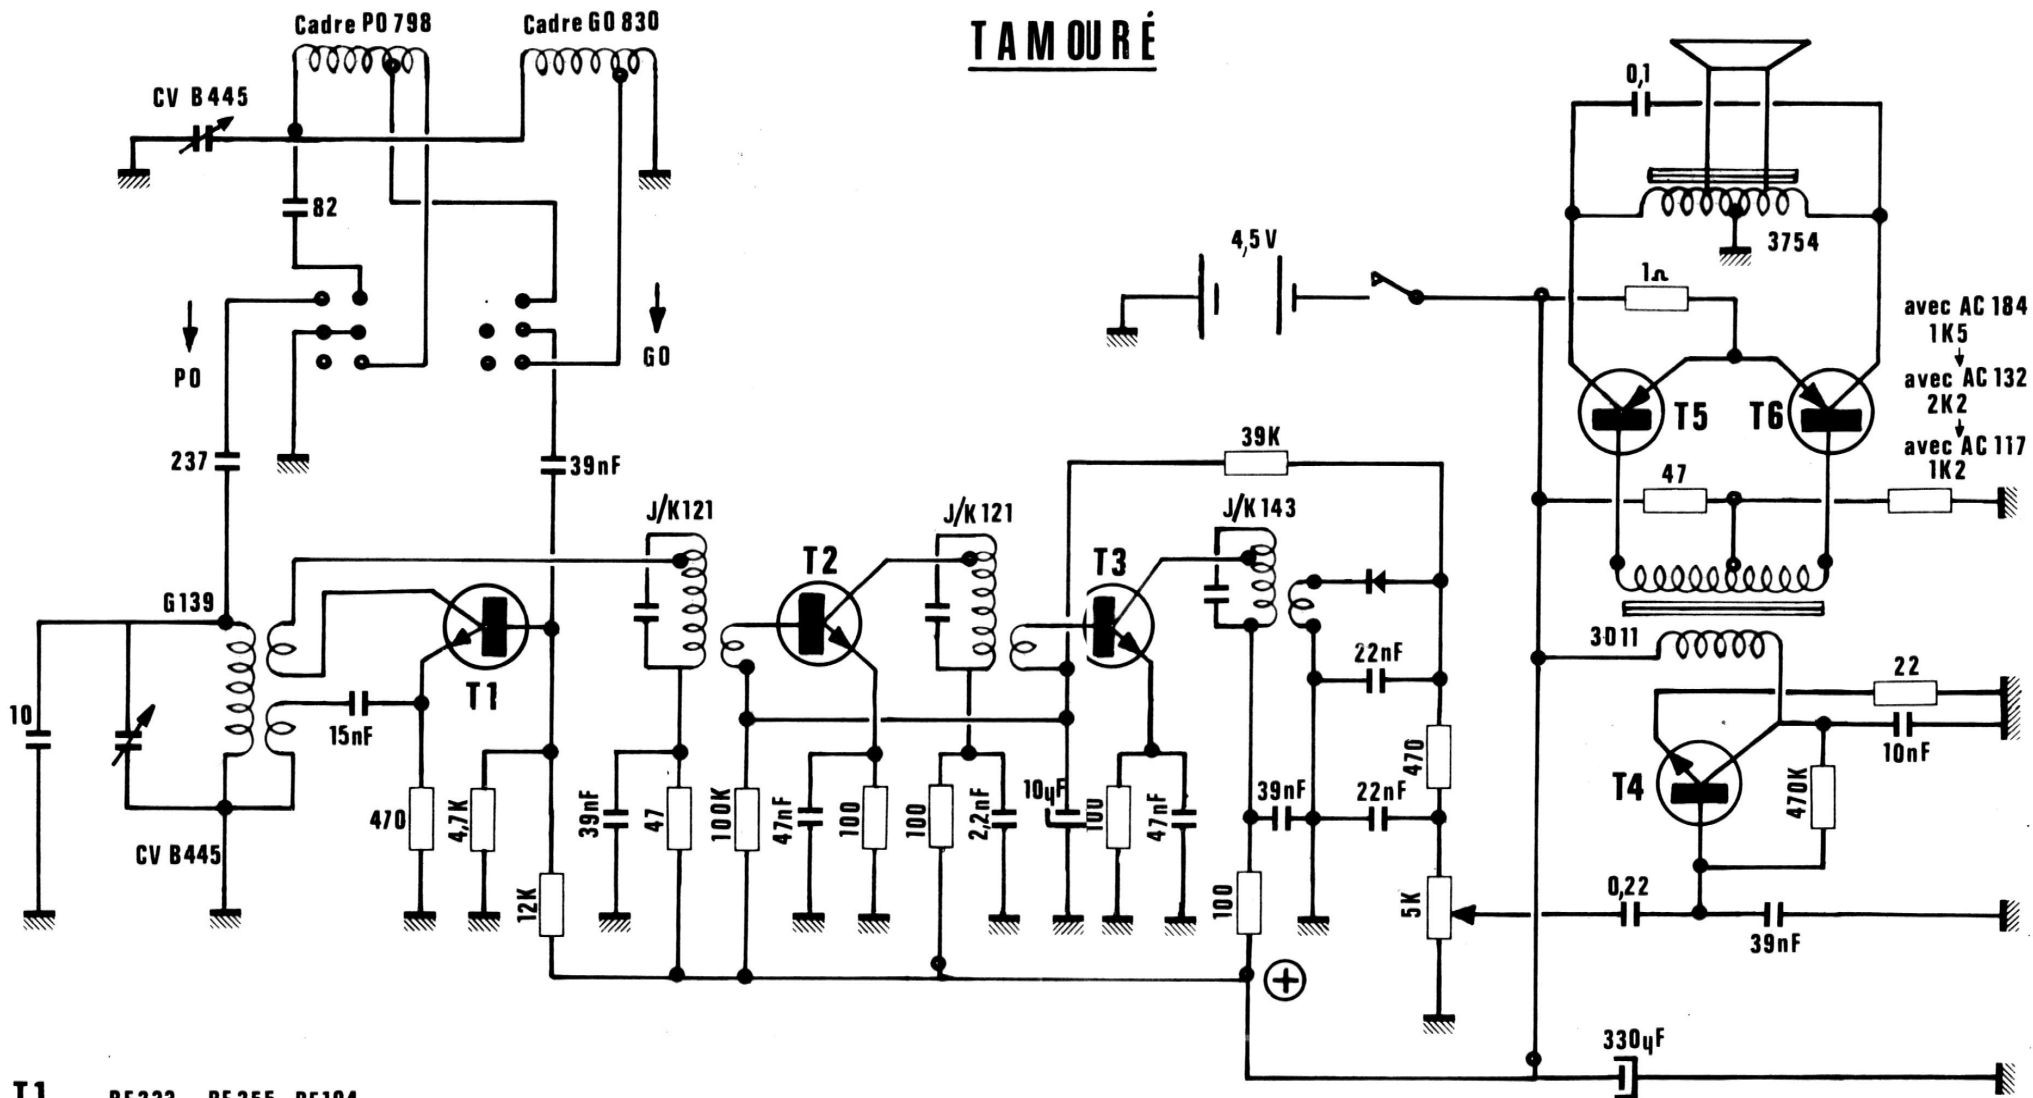 TAMOURÉ
Cadre PO 798
Cadre GO 830
CV B445
82
PO
GO
237
39nF
G139
10
15nF
T1
CV B445
470
4,7K
12K
J/K121
39nF
47
100K
T2
47nF
100
J/K121
100
2,2nF
10µF
T3
100
47nF
39K
J/K143
22nF
39nF
22nF
470
100
5K
+
4,5V
0,1
3754
1Ω
T5
T6
avec AC 184
1K5
avec AC 132
2K2
avec AC 117
1K2
47
3D11
22
10nF
T4
470K
0,22
39nF
330µF
T1